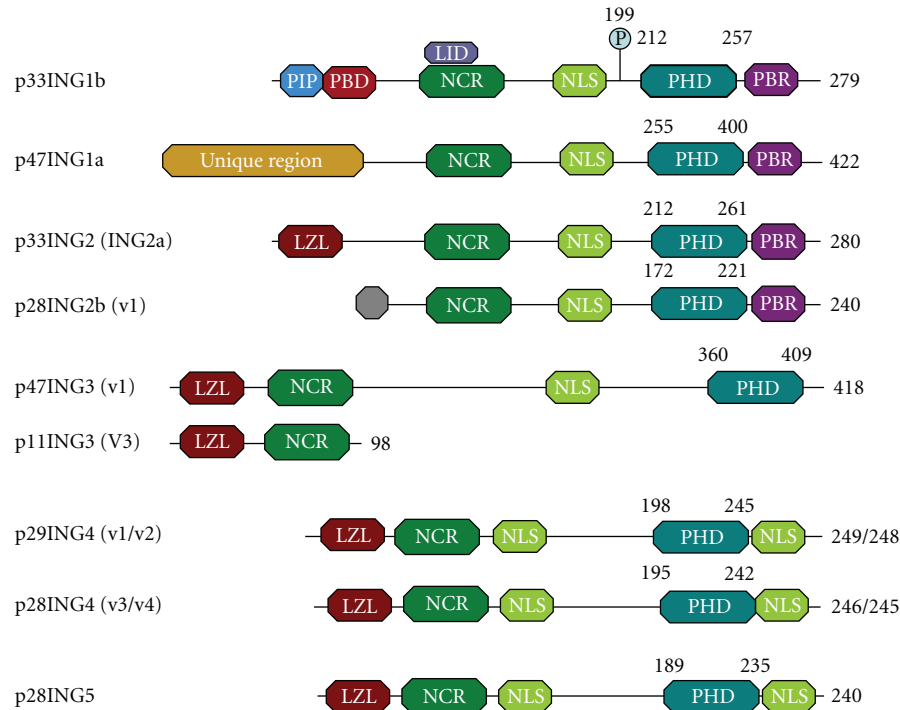 199
LID P 212 257
p33ING1b PIP PBD NCR NLS PHD PBR 279
255 400
p47ING1a Unique region NCR NLS PHD PBR 422
212 261
p33ING2 (ING2a) LZL NCR NLS PHD PBR 280
172 221
p28ING2b (v1) NCR NLS PHD PBR 240
360 409
p47ING3 (v1) LZL NCR NLS PHD 418
p11ING3 (V3) LZL NCR 98
198 245
p29ING4 (v1/v2) LZL NCR NLS PHD NLS 249/248
195 242
p28ING4 (v3/v4) LZL NCR NLS PHD NLS 246/245
189 235
p28ING5 LZL NCR NLS PHD NLS 240